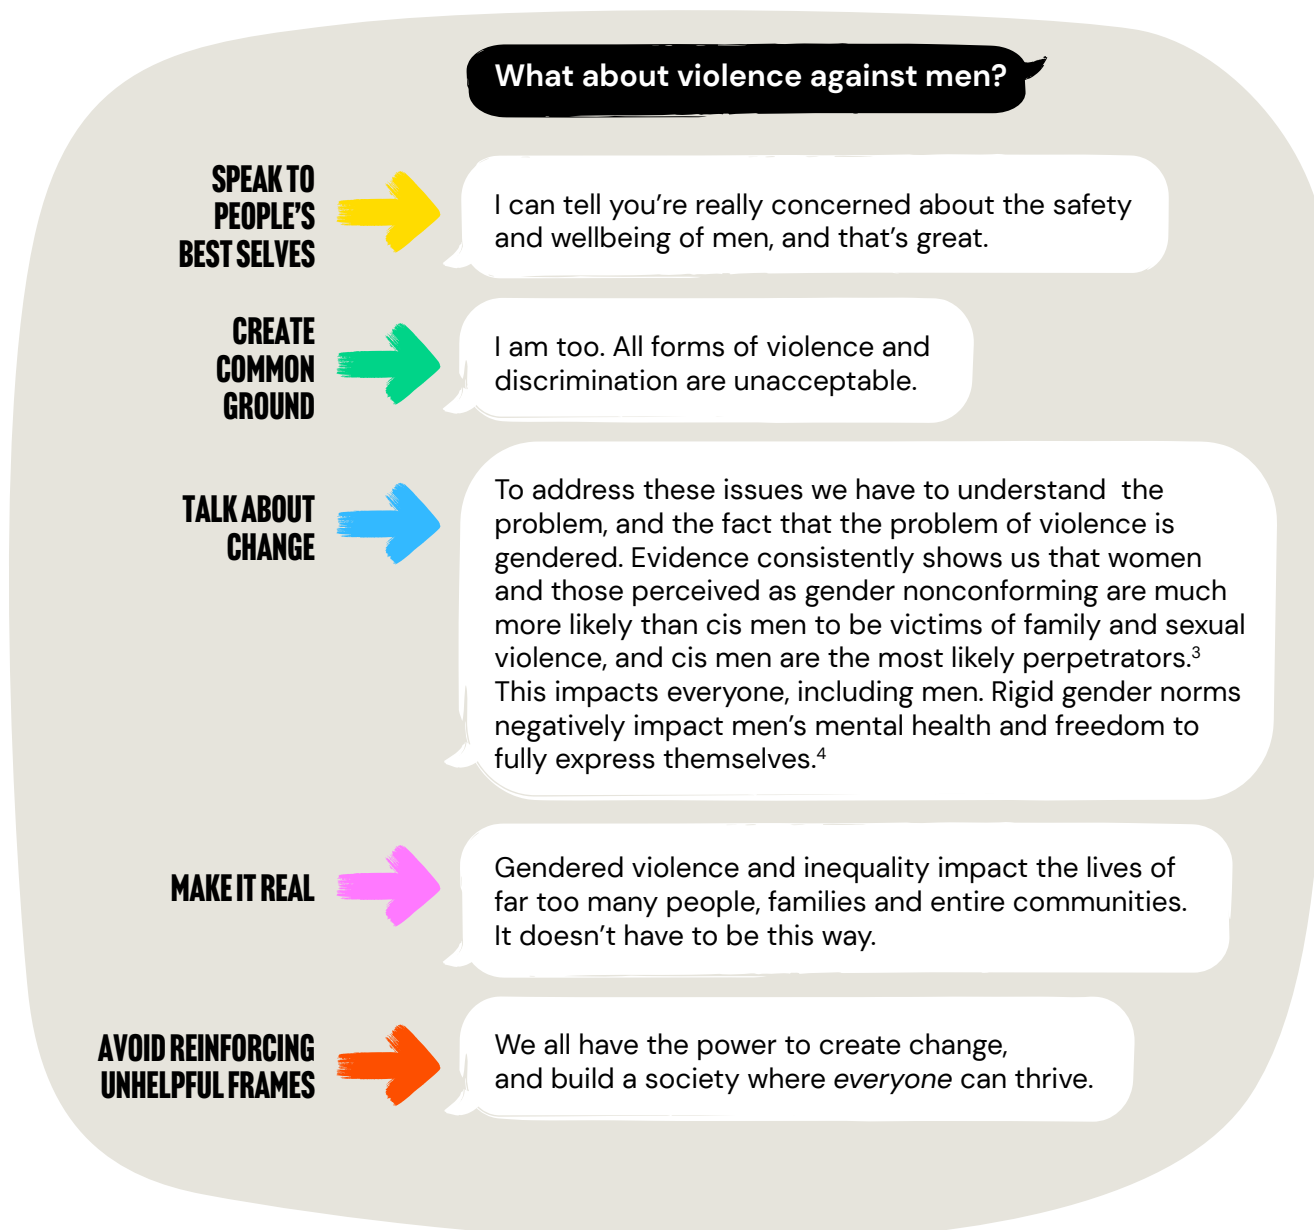 What about violence against men?
SPEAK TO
PEOPLE'S
BEST SELVES
I can tell you're really concerned about the safety
and wellbeing of men, and that's great.
CREATE
COMMON
GROUND
I am too. All forms of violence and
discrimination are unacceptable.
TALK ABOUT
CHANGE
To address these issues we have to understand  the
problem, and the fact that the problem of violence is
gendered. Evidence consistently shows us that women
and those perceived as gender nonconforming are much
more likely than cis men to be victims of family and sexual
violence, and cis men are the most likely perpetrators.³
This impacts everyone, including men. Rigid gender norms
negatively impact men's mental health and freedom to
fully express themselves.⁴
MAKE IT REAL
Gendered violence and inequality impact the lives of
far too many people, families and entire communities.
It doesn't have to be this way.
AVOID REINFORCING
UNHELPFUL FRAMES
We all have the power to create change,
and build a society where everyone can thrive.